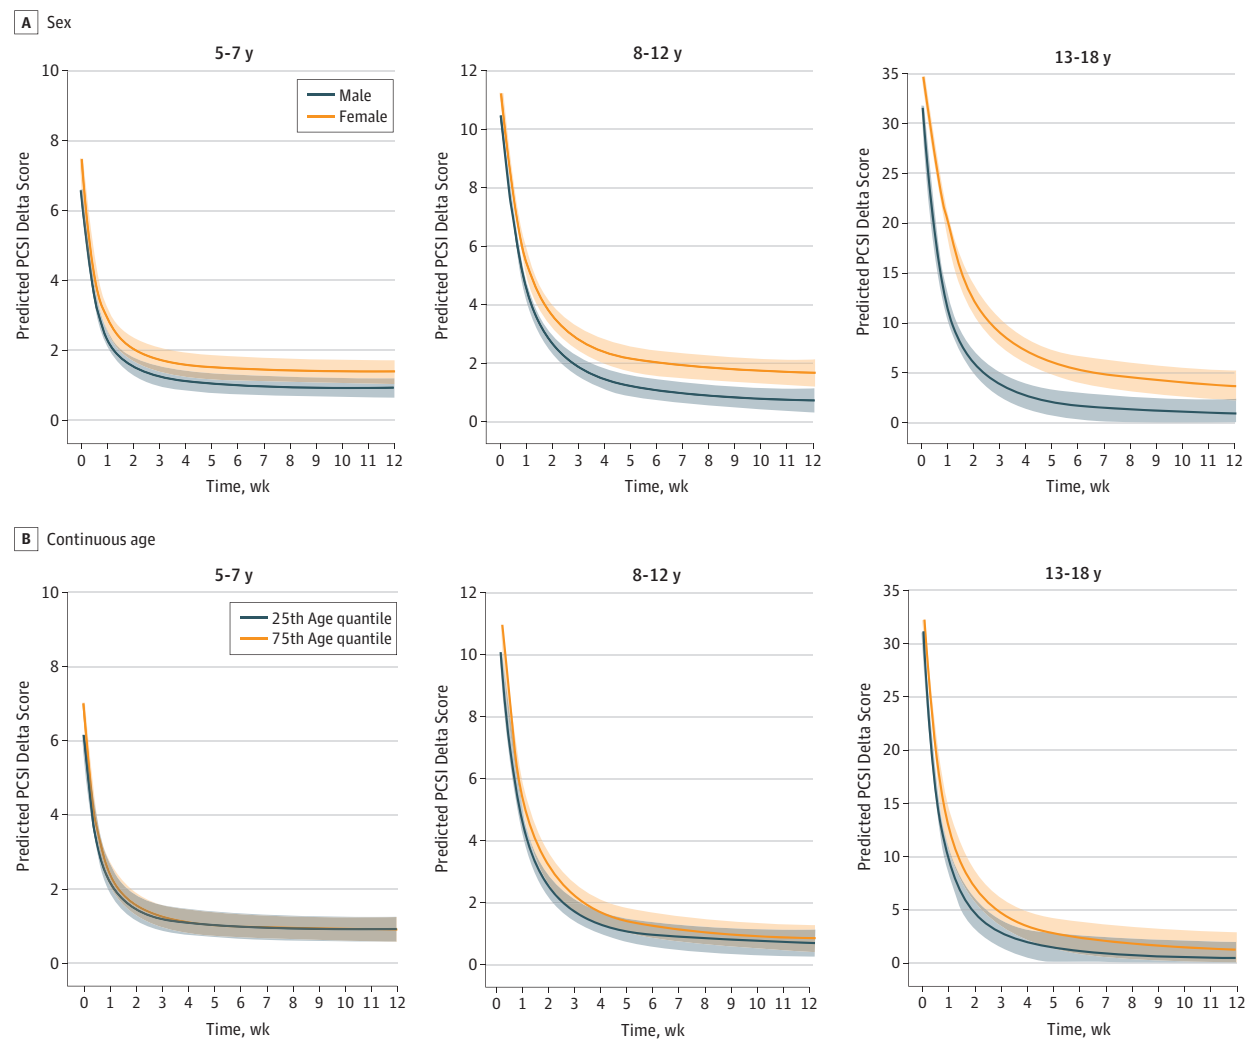 A Sex
5-7 y
10
8
6
4
2
0
Predicted PCSI Delta Score
Male
Female
0 1 2 3 4 5 6 7 8 9 10 11 12
Time, wk
8-12 y
12
10
8
6
4
2
0
Predicted PCSI Delta Score
0 1 2 3 4 5 6 7 8 9 10 11 12
Time, wk
13-18 y
35
30
25
20
15
10
5
0
Predicted PCSI Delta Score
0 1 2 3 4 5 6 7 8 9 10 11 12
Time, wk
B Continuous age
5-7 y
10
8
6
4
2
0
Predicted PCSI Delta Score
25th Age quantile
75th Age quantile
0 1 2 3 4 5 6 7 8 9 10 11 12
Time, wk
8-12 y
12
10
8
6
4
2
0
Predicted PCSI Delta Score
0 1 2 3 4 5 6 7 8 9 10 11 12
Time, wk
13-18 y
35
30
25
20
15
10
5
0
Predicted PCSI Delta Score
0 1 2 3 4 5 6 7 8 9 10 11 12
Time, wk